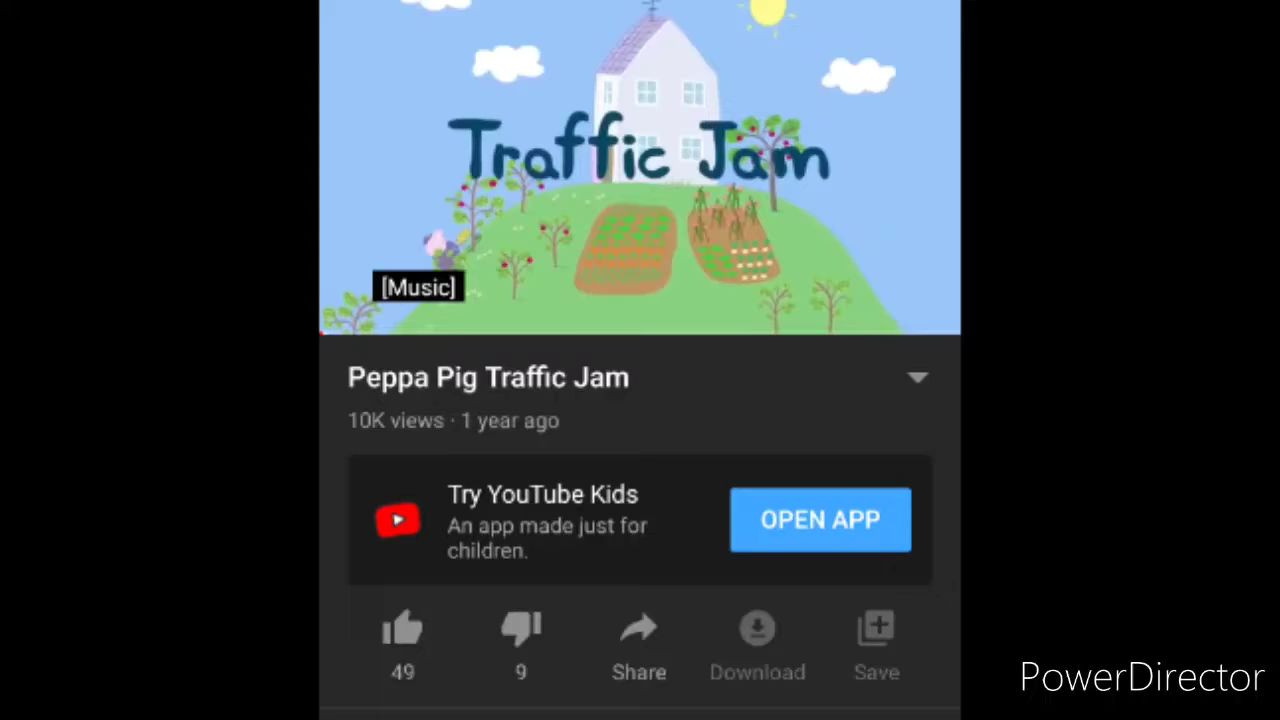 Traffic Jam
[Music]
Peppa Pig Traffic Jam
10K views · 1 year ago
Try YouTube Kids
An app made just for
children.
OPEN APP
49
9
Share
Download
Save
PowerDirector